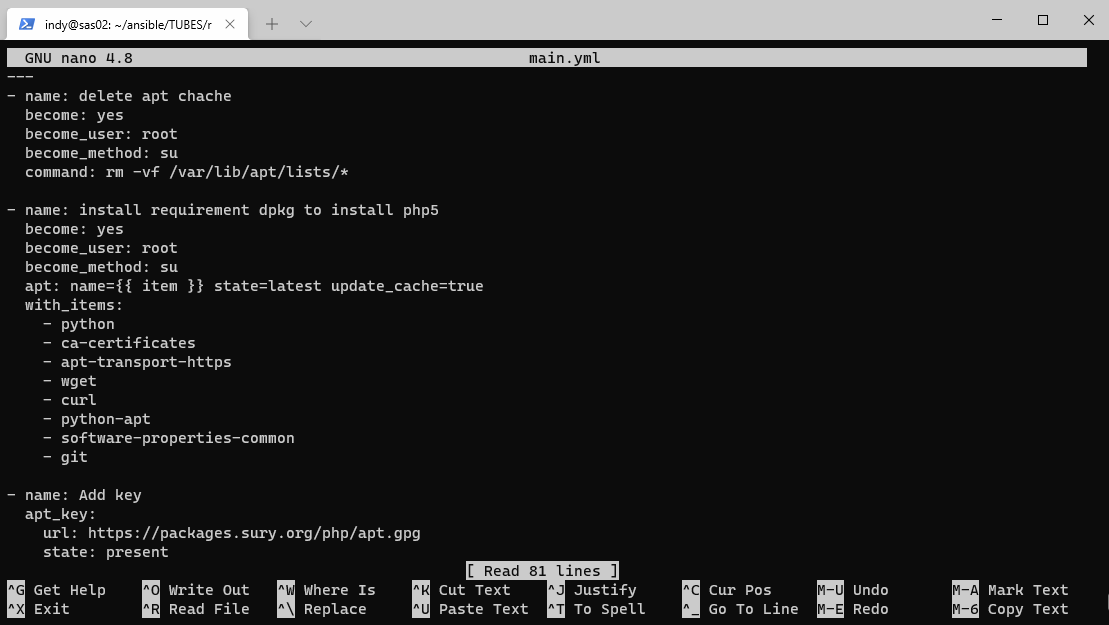 indy@sas02: ~/ansible/TUBES/r
GNU nano 4.8 main.yml
---
- name: delete apt chache
  become: yes
  become_user: root
  become_method: su
  command: rm -vf /var/lib/apt/lists/*

- name: install requirement dpkg to install php5
  become: yes
  become_user: root
  become_method: su
  apt: name={{ item }} state=latest update_cache=true
  with_items:
    - python
    - ca-certificates
    - apt-transport-https
    - wget
    - curl
    - python-apt
    - software-properties-common
    - git

- name: Add key
  apt_key:
    url: https://packages.sury.org/php/apt.gpg
    state: present
[ Read 81 lines ]
^G Get Help ^O Write Out ^W Where Is ^K Cut Text ^J Justify ^C Cur Pos M-U Undo M-A Mark Text
^X Exit ^R Read File ^\ Replace ^U Paste Text ^T To Spell ^_ Go To Line M-E Redo M-6 Copy Text